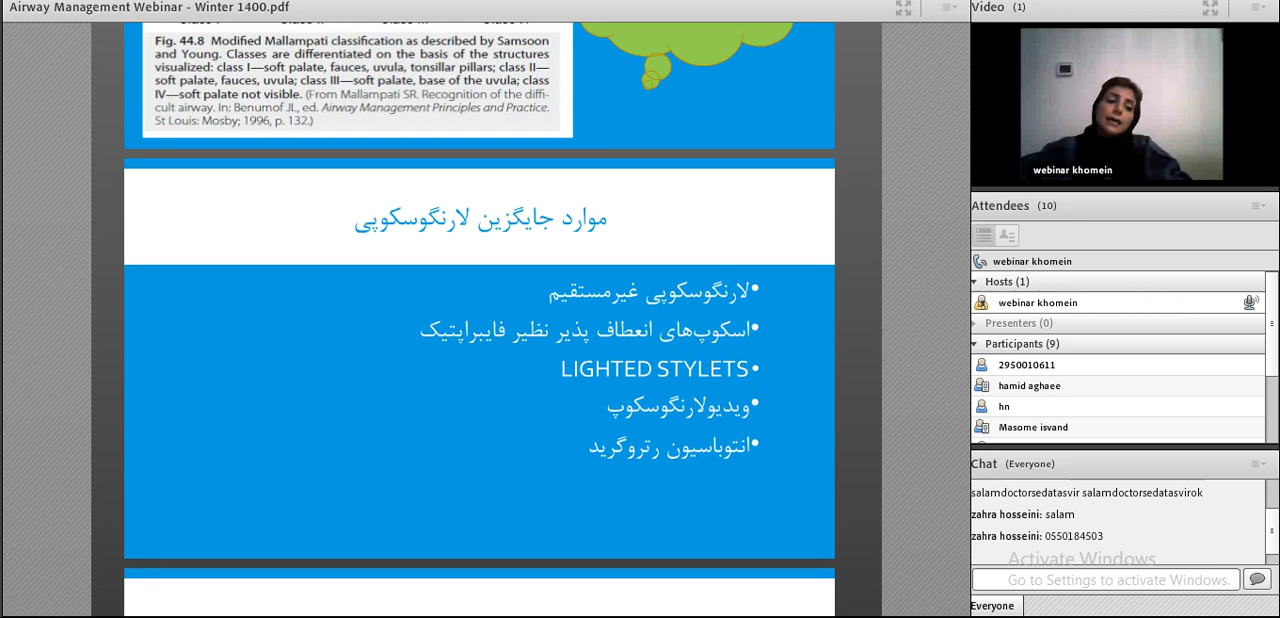 Airway Management Webinar - Winter 1400.pdf
Fig. 44.8 Modified Mallampati classification as described by Samsoon
and Young. Classes are differentiated on the basis of the structures
visualized: class I—soft palate, fauces, uvula, tonsillar pillars; class II—
soft palate, fauces, uvula; class III—soft palate, base of the uvula; class
IV—soft palate not visible. (From Mallampati SR. Recognition of the diffi-
cult airway. In: Benumof JL, ed. Airway Management Principles and Practice.
St Louis: Mosby; 1996, p. 132.)
موارد جایگزین لارنگوسکوپی
•لارنگوسکوپی غیرمستقیم
•اسکوپ‌های انعطاف پذیر نظیر فایبراپتیک
•LIGHTED STYLETS
•ویدیولارنگوسکوپ
•انتوباسیون رتروگرید
Video (1)
webinar khomein
Attendees (10)
webinar khomein
Hosts (1)
webinar khomein
Presenters (0)
Participants (9)
2950010611
hamid aghaee
hn
Masome isvand
Chat (Everyone)
salamdoctorsedatasvir salamdoctorsedatasvirok
zahra hosseini: salam
zahra hosseini: 0550184503
Activate Windows
Go to Settings to activate Windows.
Everyone